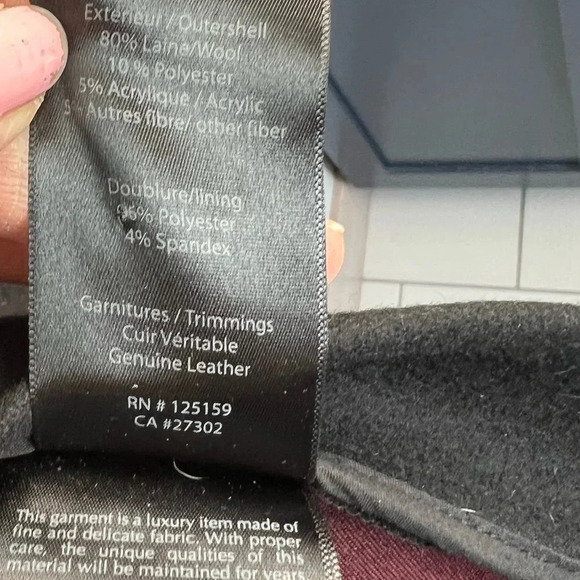 Extérieur / Outershell
80% Laine/Wool
10% Polyester
5% Acrylique / Acrylic
5% Autres fibre/ other fiber
Doublure/lining
96% Polyester
4% Spandex
Garnitures / Trimmings
Cuir Véritable
Genuine Leather
RN # 125159
CA #27302
This garment is a luxury item made of
fine and delicate fabric. With proper
care, the unique qualities of this
material will be maintained for years